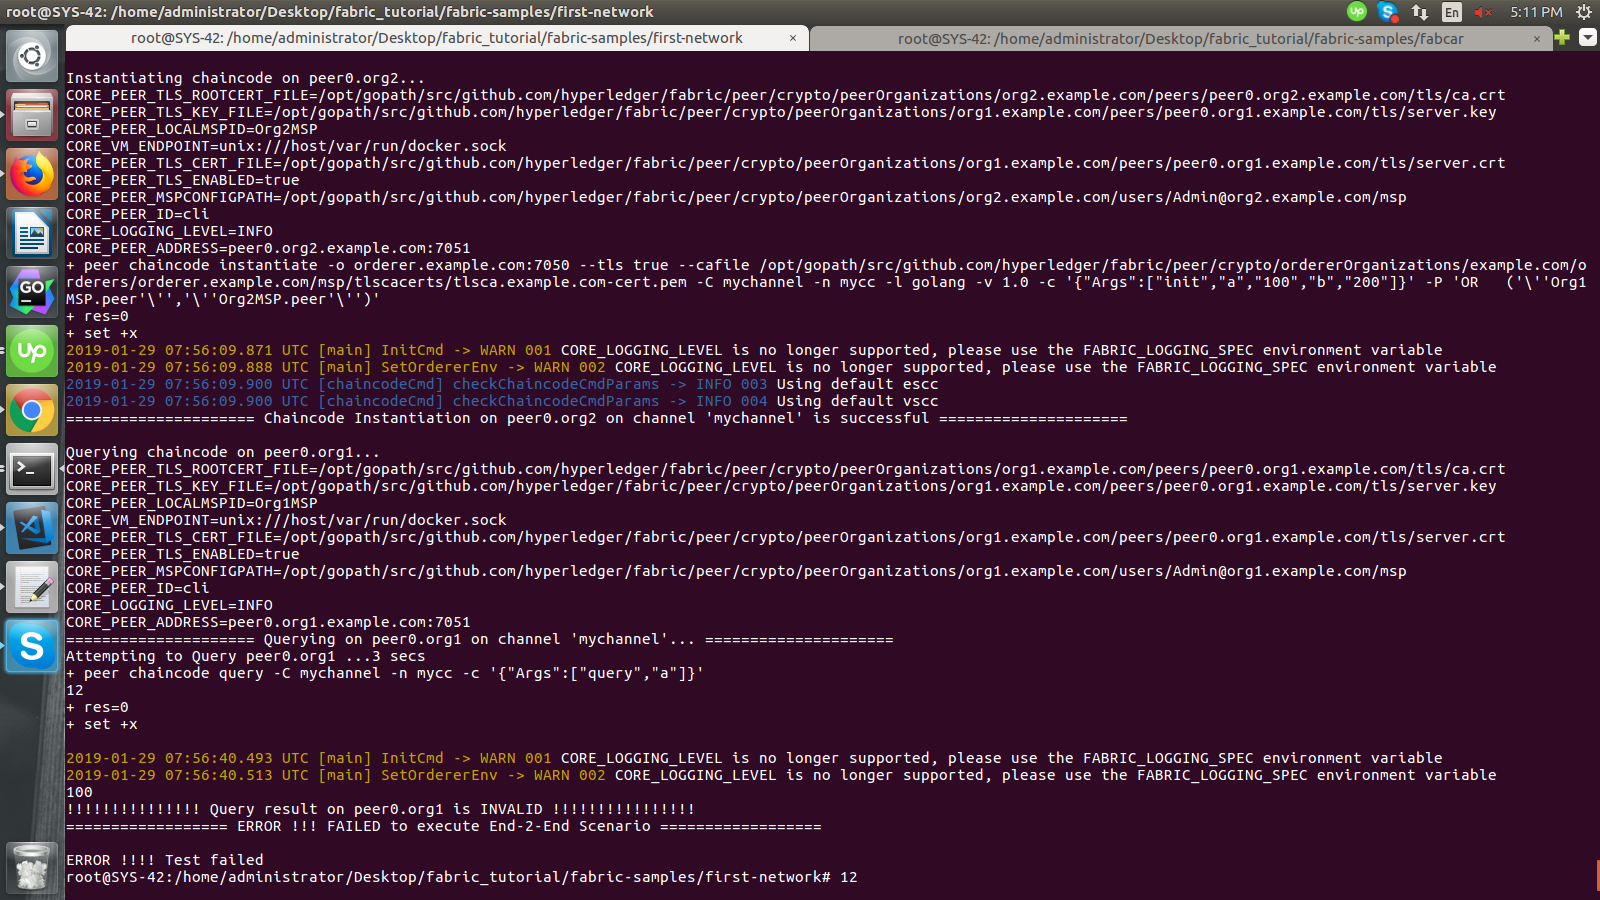 root@SYS-42: /home/administrator/Desktop/fabric_tutorial/fabric-samples/first-network
Up
S
En
5:11 PM
root@SYS-42: /home/administrator/Desktop/fabric_tutorial/fabric-samples/first-network ×
root@SYS-42: /home/administrator/Desktop/fabric_tutorial/fabric-samples/fabcar ×
Instantiating chaincode on peer0.org2...
CORE_PEER_TLS_ROOTCERT_FILE=/opt/gopath/src/github.com/hyperledger/fabric/peer/crypto/peerOrganizations/org2.example.com/peers/peer0.org2.example.com/tls/ca.crt
CORE_PEER_TLS_KEY_FILE=/opt/gopath/src/github.com/hyperledger/fabric/peer/crypto/peerOrganizations/org1.example.com/peers/peer0.org1.example.com/tls/server.key
CORE_PEER_LOCALMSPID=Org2MSP
CORE_VM_ENDPOINT=unix:///host/var/run/docker.sock
CORE_PEER_TLS_CERT_FILE=/opt/gopath/src/github.com/hyperledger/fabric/peer/crypto/peerOrganizations/org1.example.com/peers/peer0.org1.example.com/tls/server.crt
CORE_PEER_TLS_ENABLED=true
CORE_PEER_MSPCONFIGPATH=/opt/gopath/src/github.com/hyperledger/fabric/peer/crypto/peerOrganizations/org2.example.com/users/Admin@org2.example.com/msp
CORE_PEER_ID=cli
CORE_LOGGING_LEVEL=INFO
CORE_PEER_ADDRESS=peer0.org2.example.com:7051
+ peer chaincode instantiate -o orderer.example.com:7050 --tls true --cafile /opt/gopath/src/github.com/hyperledger/fabric/peer/crypto/ordererOrganizations/example.com/o
rderers/orderer.example.com/msp/tlscacerts/tlsca.example.com-cert.pem -C mychannel -n mycc -l golang -v 1.0 -c '{"Args":["init","a","100","b","200"]}' -P 'OR   ('\''Org1
MSP.peer'\'','\''Org2MSP.peer'\'')'
+ res=0
+ set +x
2019-01-29 07:56:09.871 UTC [main] InitCmd -> WARN 001 CORE_LOGGING_LEVEL is no longer supported, please use the FABRIC_LOGGING_SPEC environment variable
2019-01-29 07:56:09.888 UTC [main] SetOrdererEnv -> WARN 002 CORE_LOGGING_LEVEL is no longer supported, please use the FABRIC_LOGGING_SPEC environment variable
2019-01-29 07:56:09.900 UTC [chaincodeCmd] checkChaincodeCmdParams -> INFO 003 Using default escc
2019-01-29 07:56:09.900 UTC [chaincodeCmd] checkChaincodeCmdParams -> INFO 004 Using default vscc
===================== Chaincode Instantiation on peer0.org2 on channel 'mychannel' is successful =====================
Querying chaincode on peer0.org1...
CORE_PEER_TLS_ROOTCERT_FILE=/opt/gopath/src/github.com/hyperledger/fabric/peer/crypto/peerOrganizations/org1.example.com/peers/peer0.org1.example.com/tls/ca.crt
CORE_PEER_TLS_KEY_FILE=/opt/gopath/src/github.com/hyperledger/fabric/peer/crypto/peerOrganizations/org1.example.com/peers/peer0.org1.example.com/tls/server.key
CORE_PEER_LOCALMSPID=Org1MSP
CORE_VM_ENDPOINT=unix:///host/var/run/docker.sock
CORE_PEER_TLS_CERT_FILE=/opt/gopath/src/github.com/hyperledger/fabric/peer/crypto/peerOrganizations/org1.example.com/peers/peer0.org1.example.com/tls/server.crt
CORE_PEER_TLS_ENABLED=true
CORE_PEER_MSPCONFIGPATH=/opt/gopath/src/github.com/hyperledger/fabric/peer/crypto/peerOrganizations/org1.example.com/users/Admin@org1.example.com/msp
CORE_PEER_ID=cli
CORE_LOGGING_LEVEL=INFO
CORE_PEER_ADDRESS=peer0.org1.example.com:7051
===================== Querying on peer0.org1 on channel 'mychannel'... =====================
Attempting to Query peer0.org1 ...3 secs
+ peer chaincode query -C mychannel -n mycc -c '{"Args":["query","a"]}'
12
+ res=0
+ set +x
2019-01-29 07:56:40.493 UTC [main] InitCmd -> WARN 001 CORE_LOGGING_LEVEL is no longer supported, please use the FABRIC_LOGGING_SPEC environment variable
2019-01-29 07:56:40.513 UTC [main] SetOrdererEnv -> WARN 002 CORE_LOGGING_LEVEL is no longer supported, please use the FABRIC_LOGGING_SPEC environment variable
100
!!!!!!!!!!!!!!! Query result on peer0.org1 is INVALID !!!!!!!!!!!!!!!!
================== ERROR !!! FAILED to execute End-2-End Scenario ==================
ERROR !!!! Test failed
root@SYS-42:/home/administrator/Desktop/fabric_tutorial/fabric-samples/first-network# 12
GO
Up
>_
S